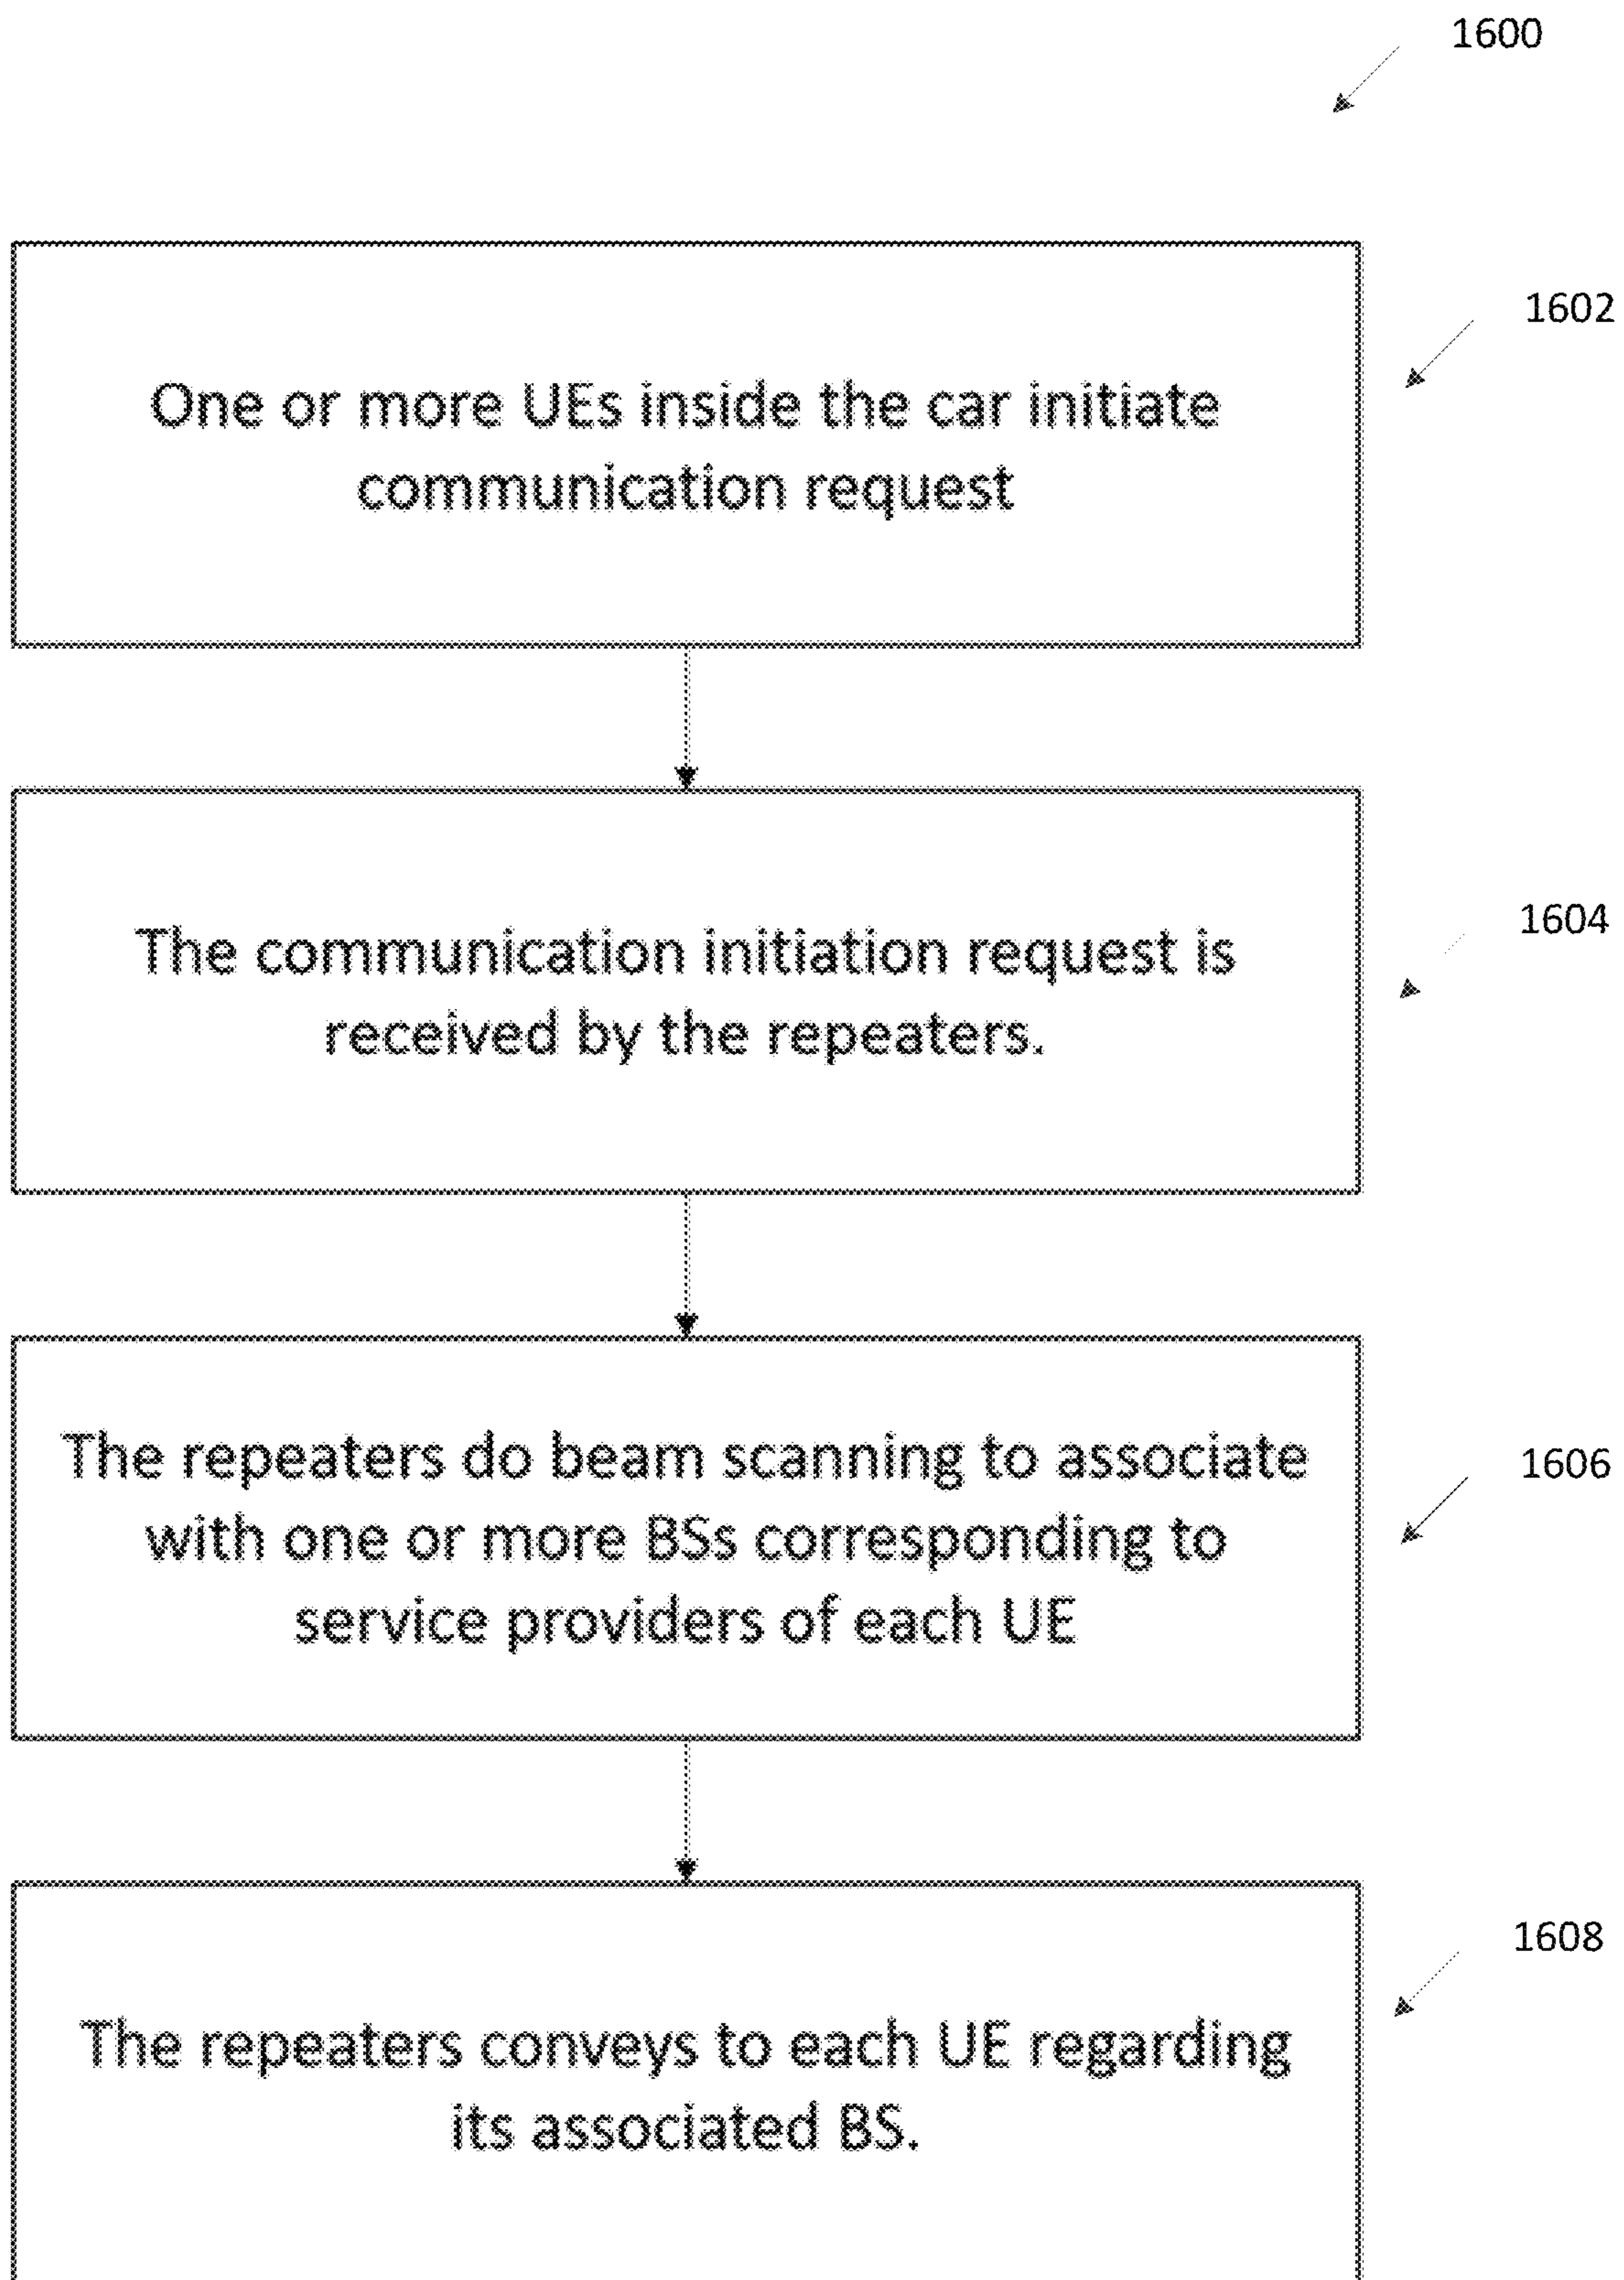 1600
1602
One or more UEs inside the car initiate
communication request
1604
The communication initiation request is
received by the repeaters.
1606
The repeaters do beam scanning to associate
with one or more BSs corresponding to
service providers of each UE
1608
The repeaters conveys to each UE regarding
its associated BS.